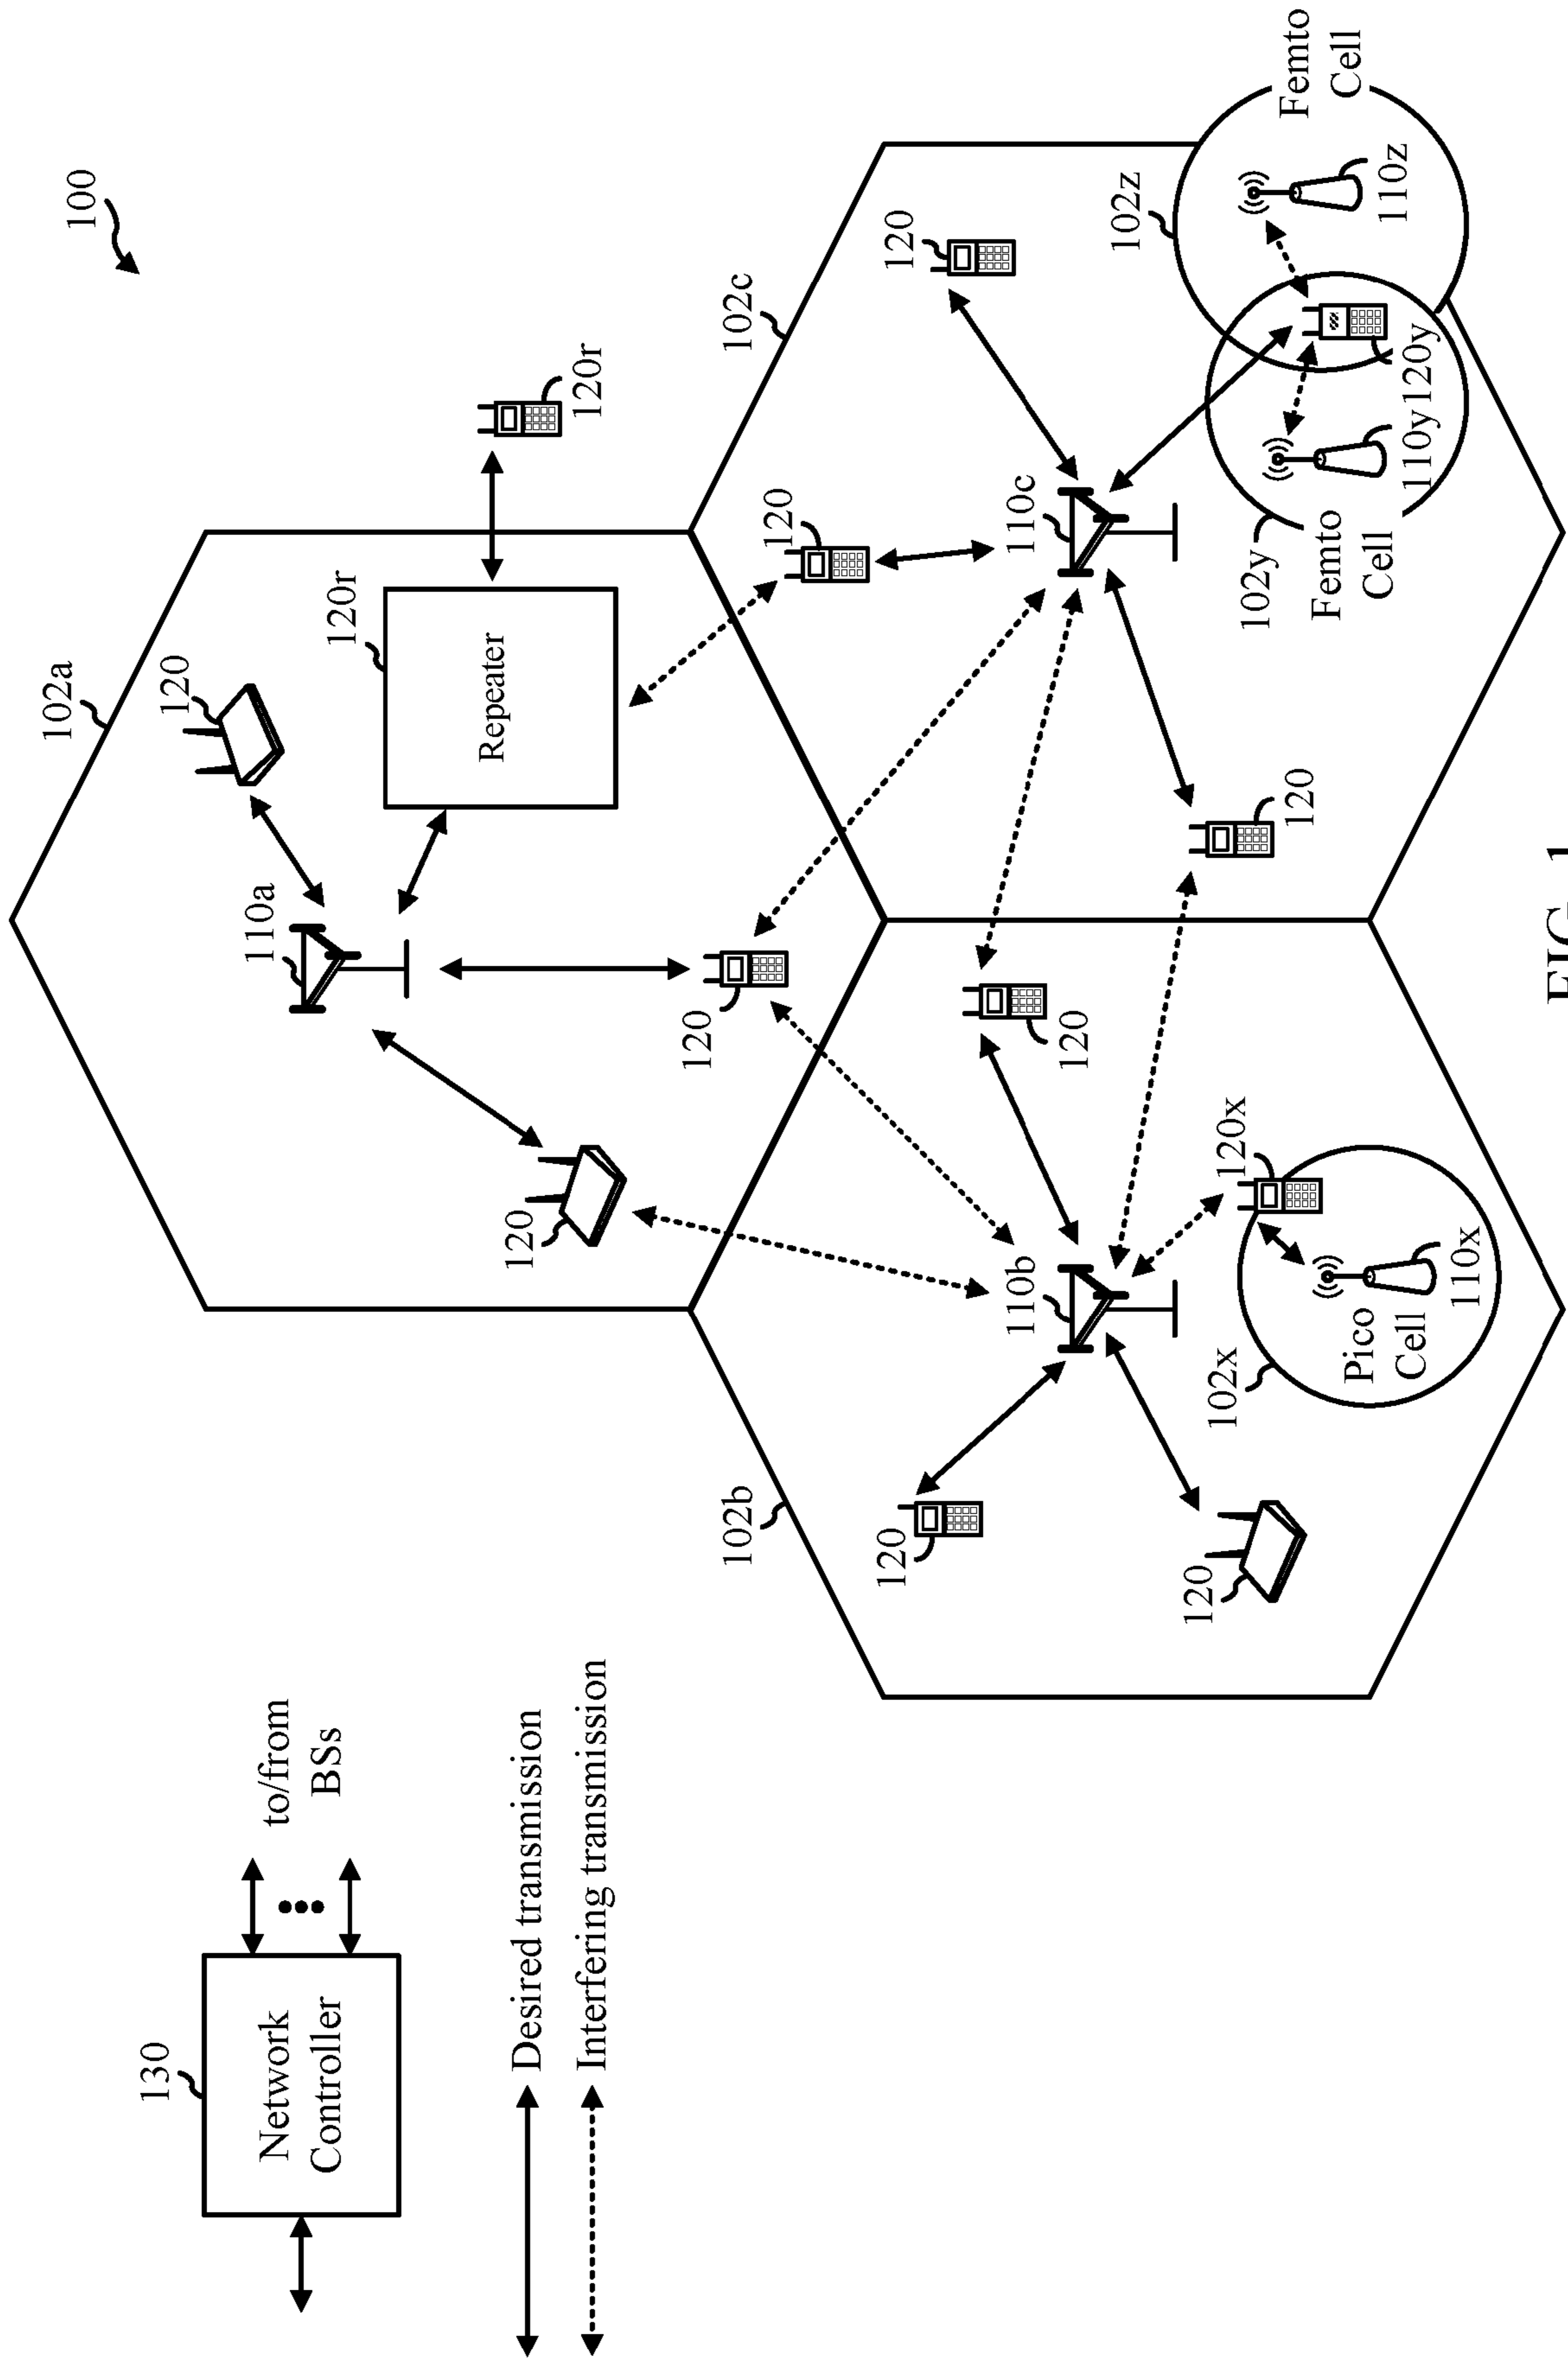 100
130
Network
Controller
to/from
BSs
Desired transmission
Interfering transmission
102a
120
110a
120r
Repeater
120r
120
120
102b
120
110b
120
120
102x
Pico
Cell
110x
120x
102c
120
120
110c
120
102y
Femto
Cell
110y
120y
102z
110z
Femto
Cell